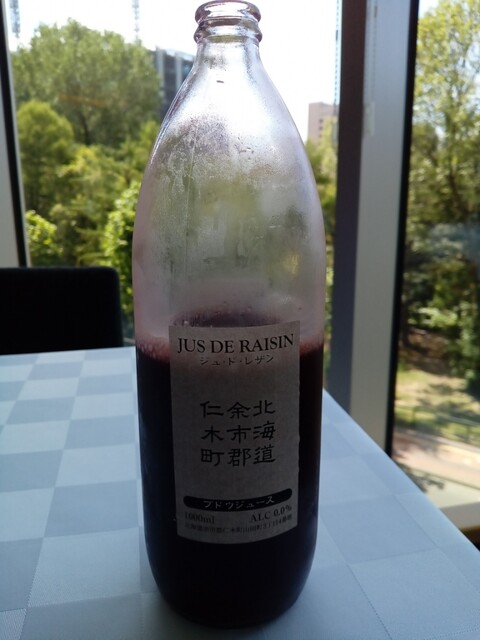 JUS DE RAISIN
ジュ・ド・レザン
北海道
余市郡
仁木町
ブドウジュース
1000ml ALC 0.0%